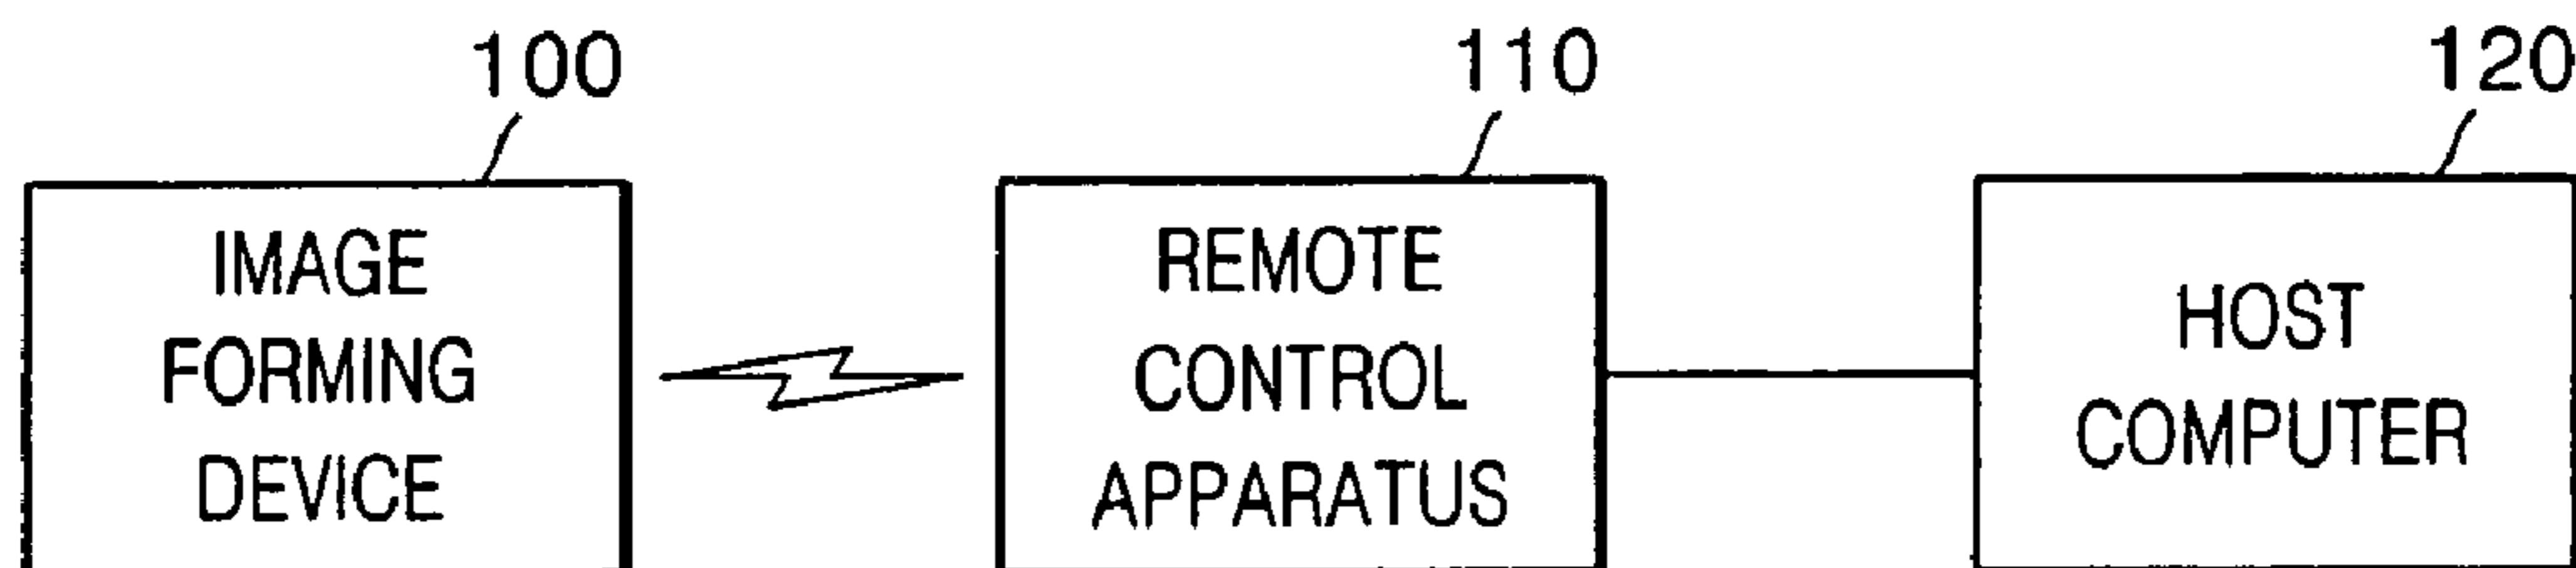 100
110
120
IMAGE
FORMING
DEVICE
REMOTE
CONTROL
APPARATUS
HOST
COMPUTER